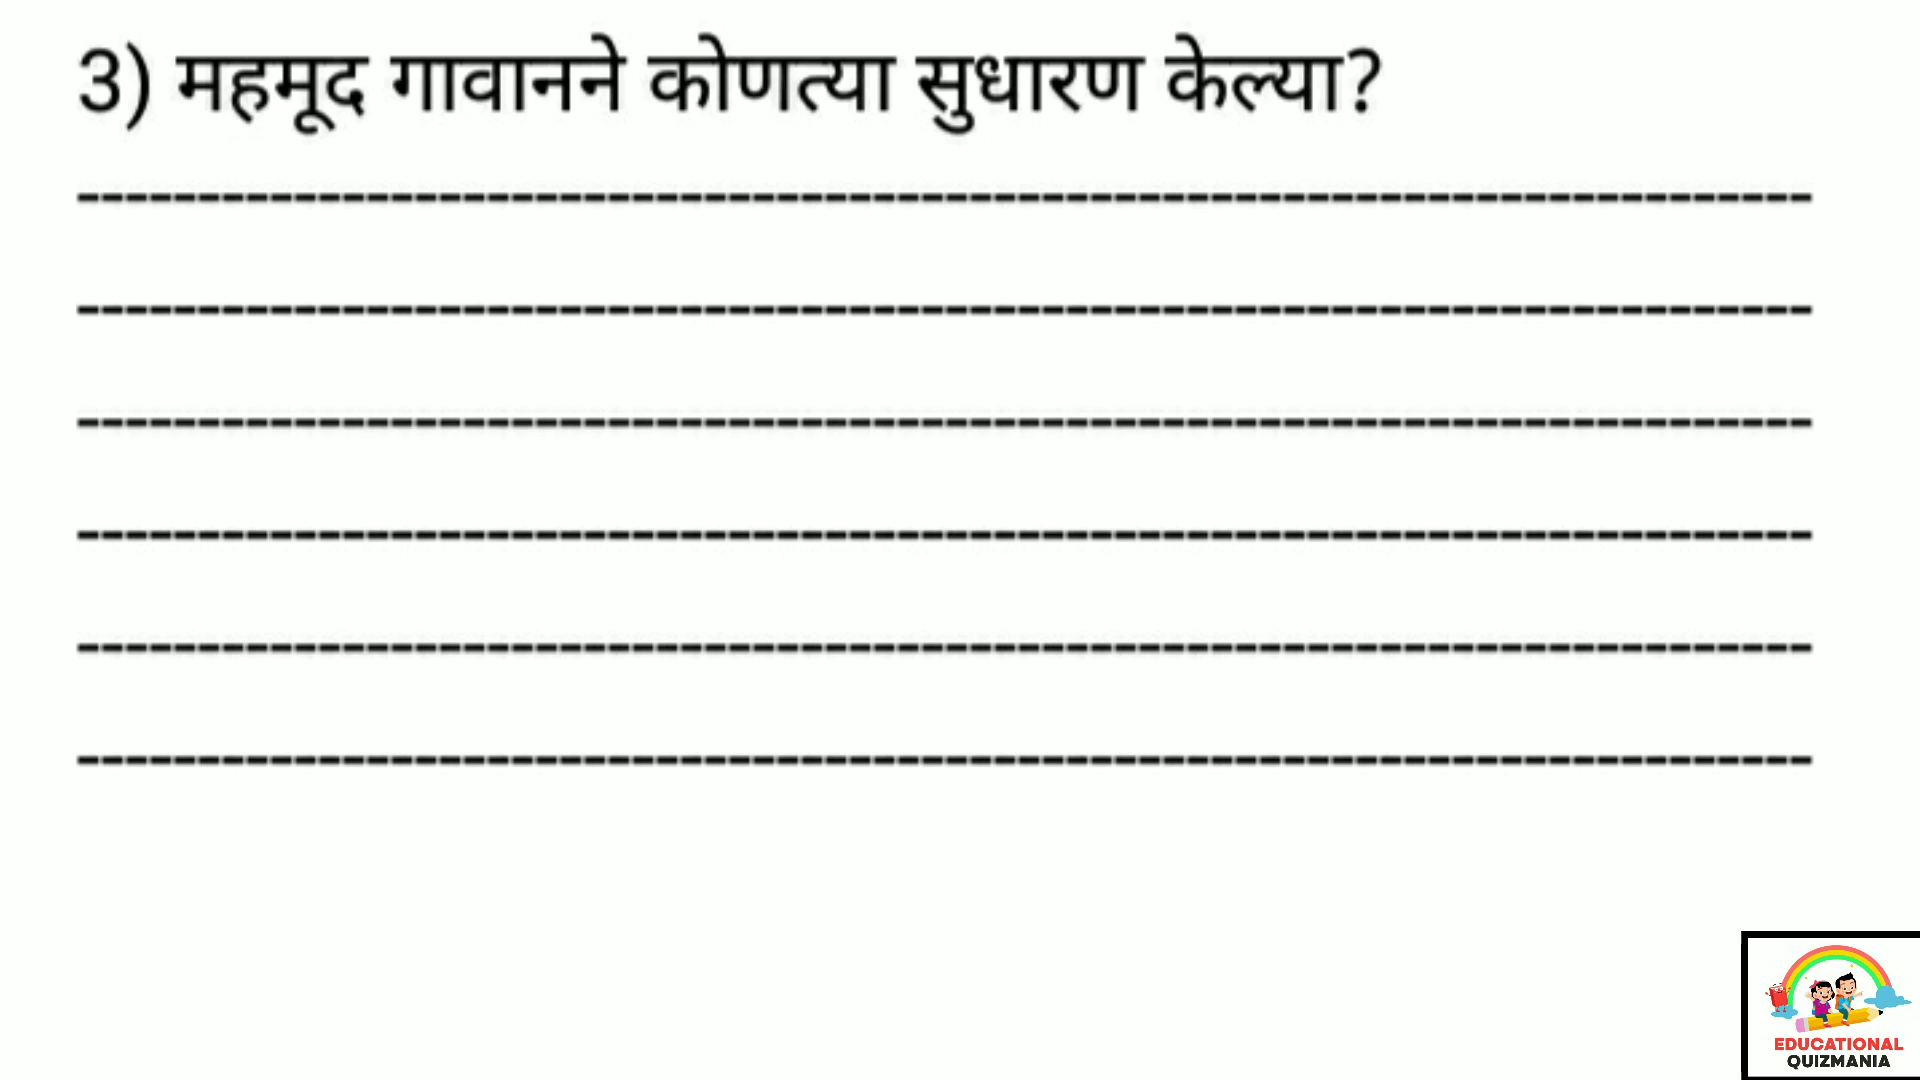 3) महमूद गावानने कोणत्या सुधारण केल्या?
EDUCATIONAL
QUIZMANIA